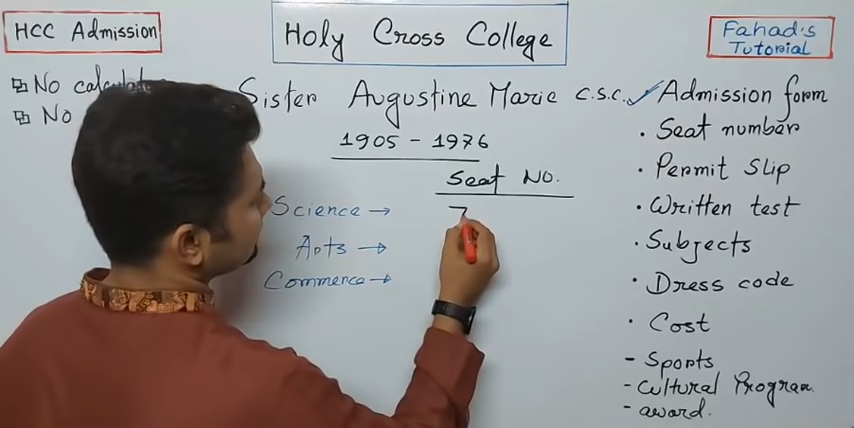 HCC Admission
Holy Cross College
Fahad's
Tutorial
No
No
Sister Augustine Marie c.s.c.
1905 - 1976
Seat No.
Science → 7
Arts →
Commerce →
✓ Admission form
• Seat number
• Permit Slip
• Written test
• Subjects
• Dress code
• Cost
- Sports
- Cultural Program
- award.